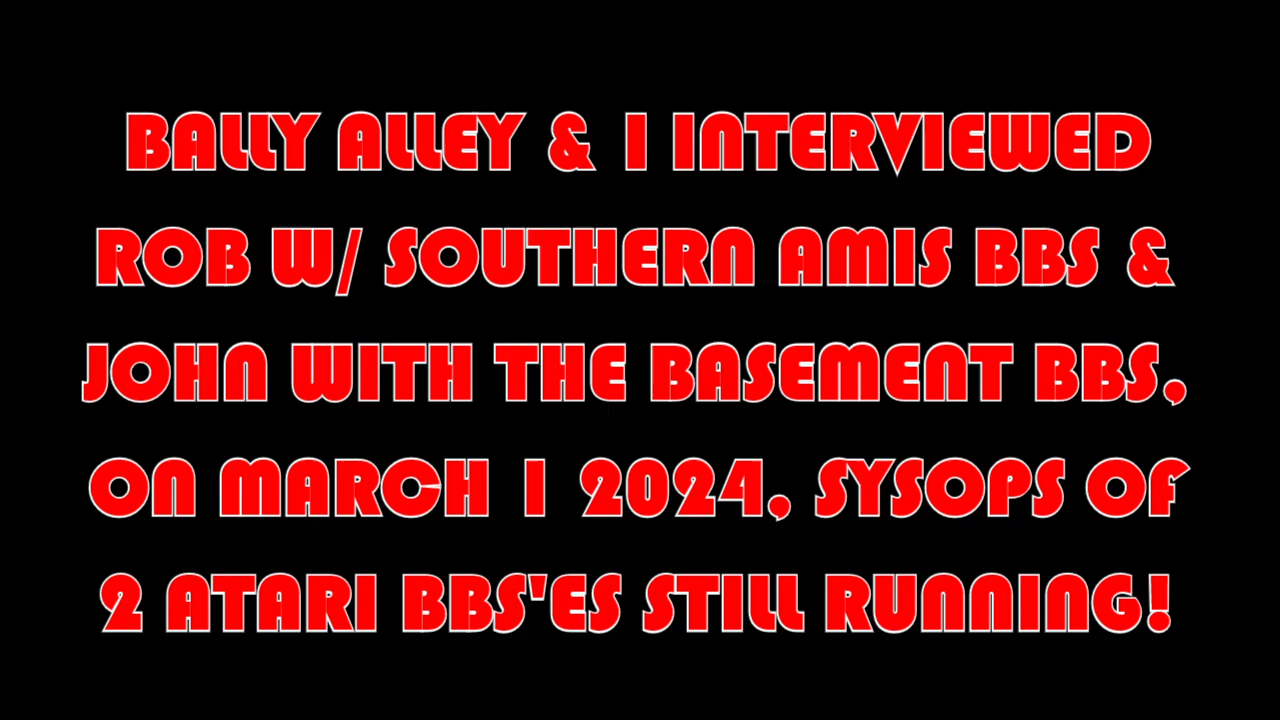 BALLY ALLEY & I INTERVIEWED
ROB W/ SOUTHERN AMIS BBS &
JOHN WITH THE BASEMENT BBS,
ON MARCH 1 2024, SYSOPS OF
2 ATARI BBS'ES STILL RUNNING!